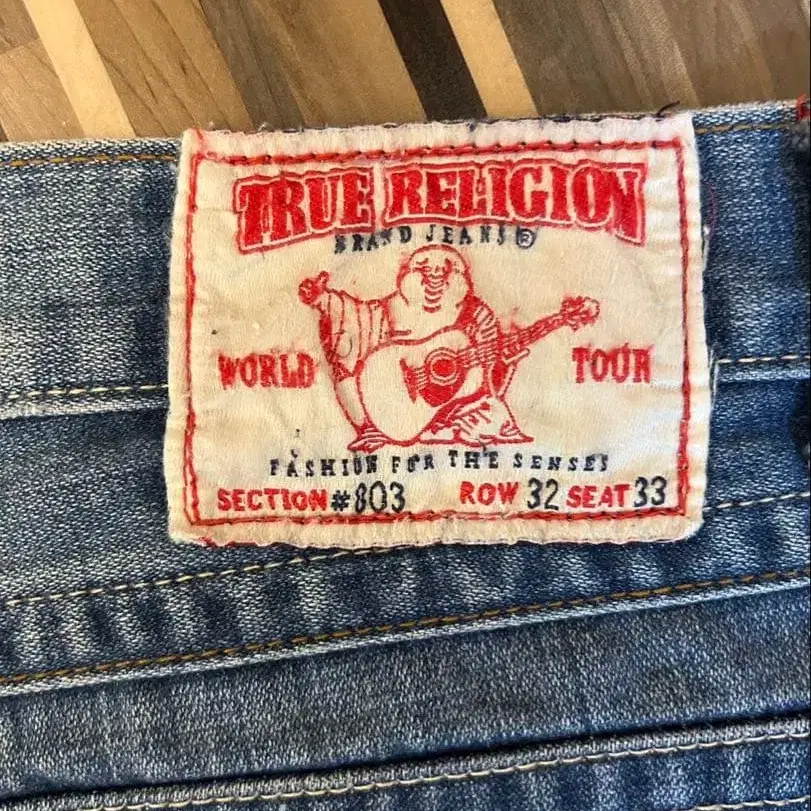 TRUE RELIGION
BRAND JEANS®
WORLD TOUR
FASHION FOR THE SENSES
SECTION #803 ROW 32 SEAT 33